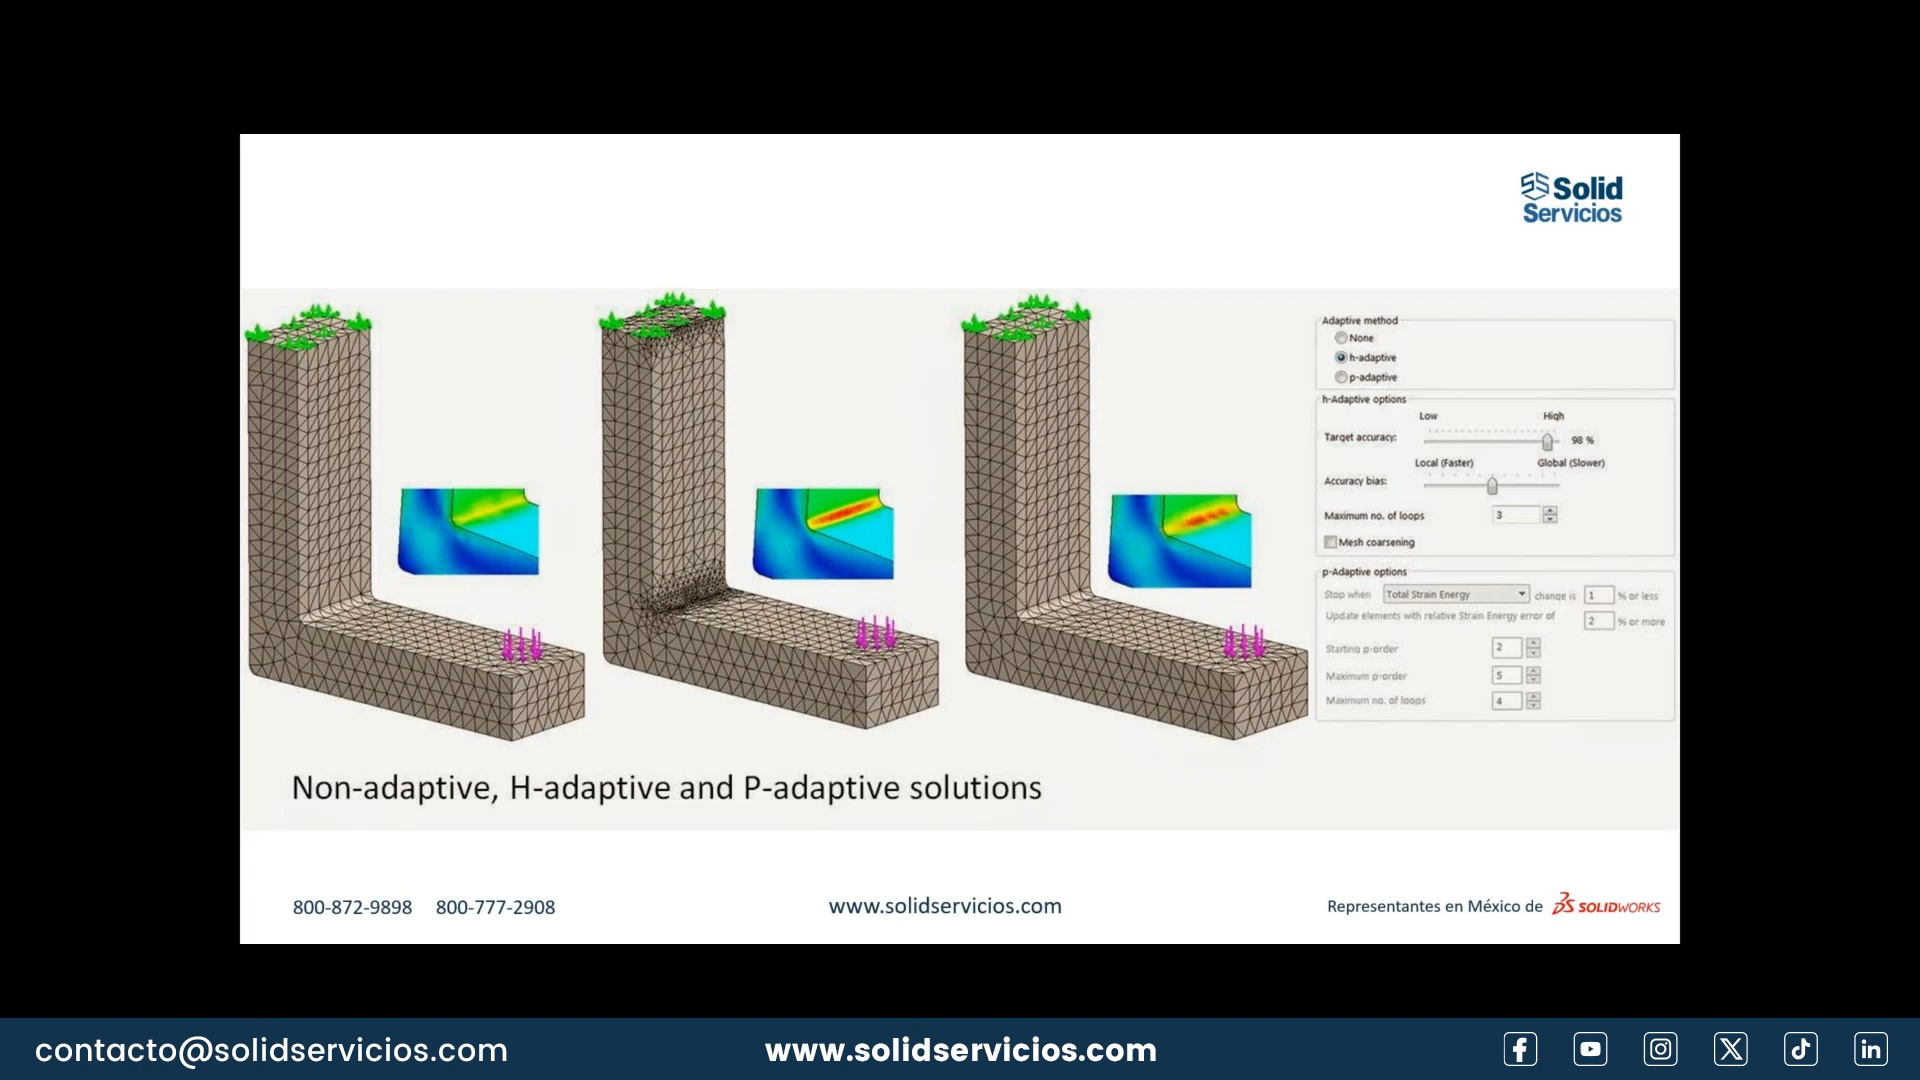 Solid
Servicios
Adaptive method
None
h-adaptive
p-adaptive
h-Adaptive options
Low High
Target accuracy: 98 %
Local (Faster) Global (Slower)
Accuracy bias:
Maximum no. of loops 3
Mesh coarsening
p-Adaptive options
Stop when Total Strain Energy change is 1 % or less
Update elements with relative Strain Energy error of 2 % or more
Starting p-order 2
Maximum p-order 5
Maximum no. of loops 4
Non-adaptive, H-adaptive and P-adaptive solutions
800-872-9898 800-777-2908 www.solidservicios.com Representantes en México de SOLIDWORKS
contacto@solidservicios.com www.solidservicios.com